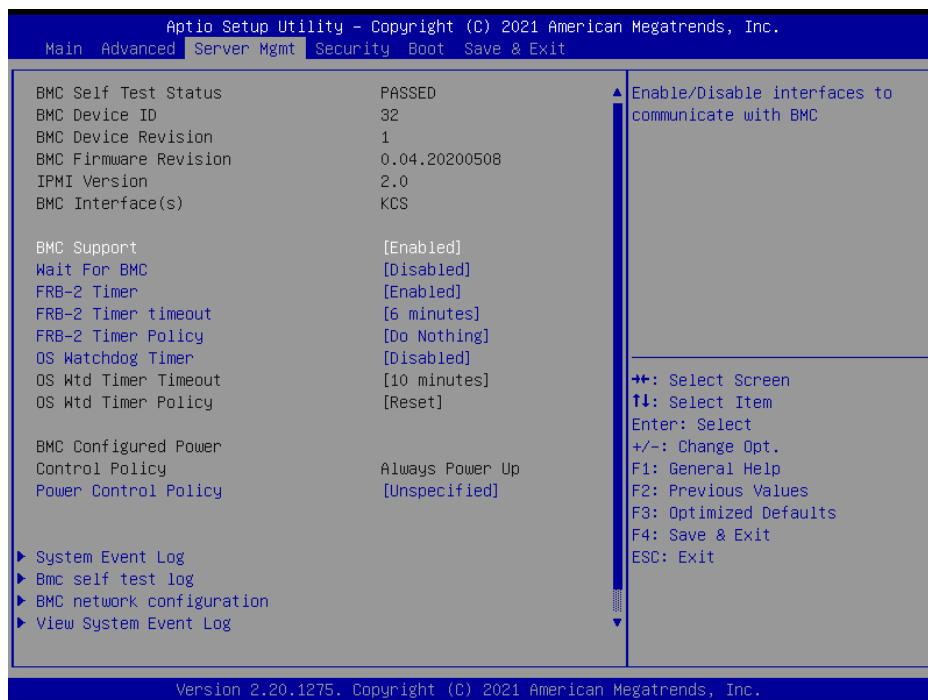 Aptio Setup Utility – Copyright (C) 2021 American Megatrends, Inc.
Main Advanced Server Mgmt Security Boot Save & Exit
BMC Self Test Status PASSED
BMC Device ID 32
BMC Device Revision 1
BMC Firmware Revision 0.04.20200508
IPMI Version 2.0
BMC Interface(s) KCS
BMC Support [Enabled]
Wait For BMC [Disabled]
FRB-2 Timer [Enabled]
FRB-2 Timer timeout [6 minutes]
FRB-2 Timer Policy [Do Nothing]
OS Watchdog Timer [Disabled]
OS Wtd Timer Timeout [10 minutes]
OS Wtd Timer Policy [Reset]
BMC Configured Power
Control Policy Always Power Up
Power Control Policy [Unspecified]
System Event Log
Bmc self test log
BMC network configuration
View System Event Log
Enable/Disable interfaces to
communicate with BMC
→←: Select Screen
↑↓: Select Item
Enter: Select
+/-: Change Opt.
F1: General Help
F2: Previous Values
F3: Optimized Defaults
F4: Save & Exit
ESC: Exit
Version 2.20.1275. Copyright (C) 2021 American Megatrends, Inc.